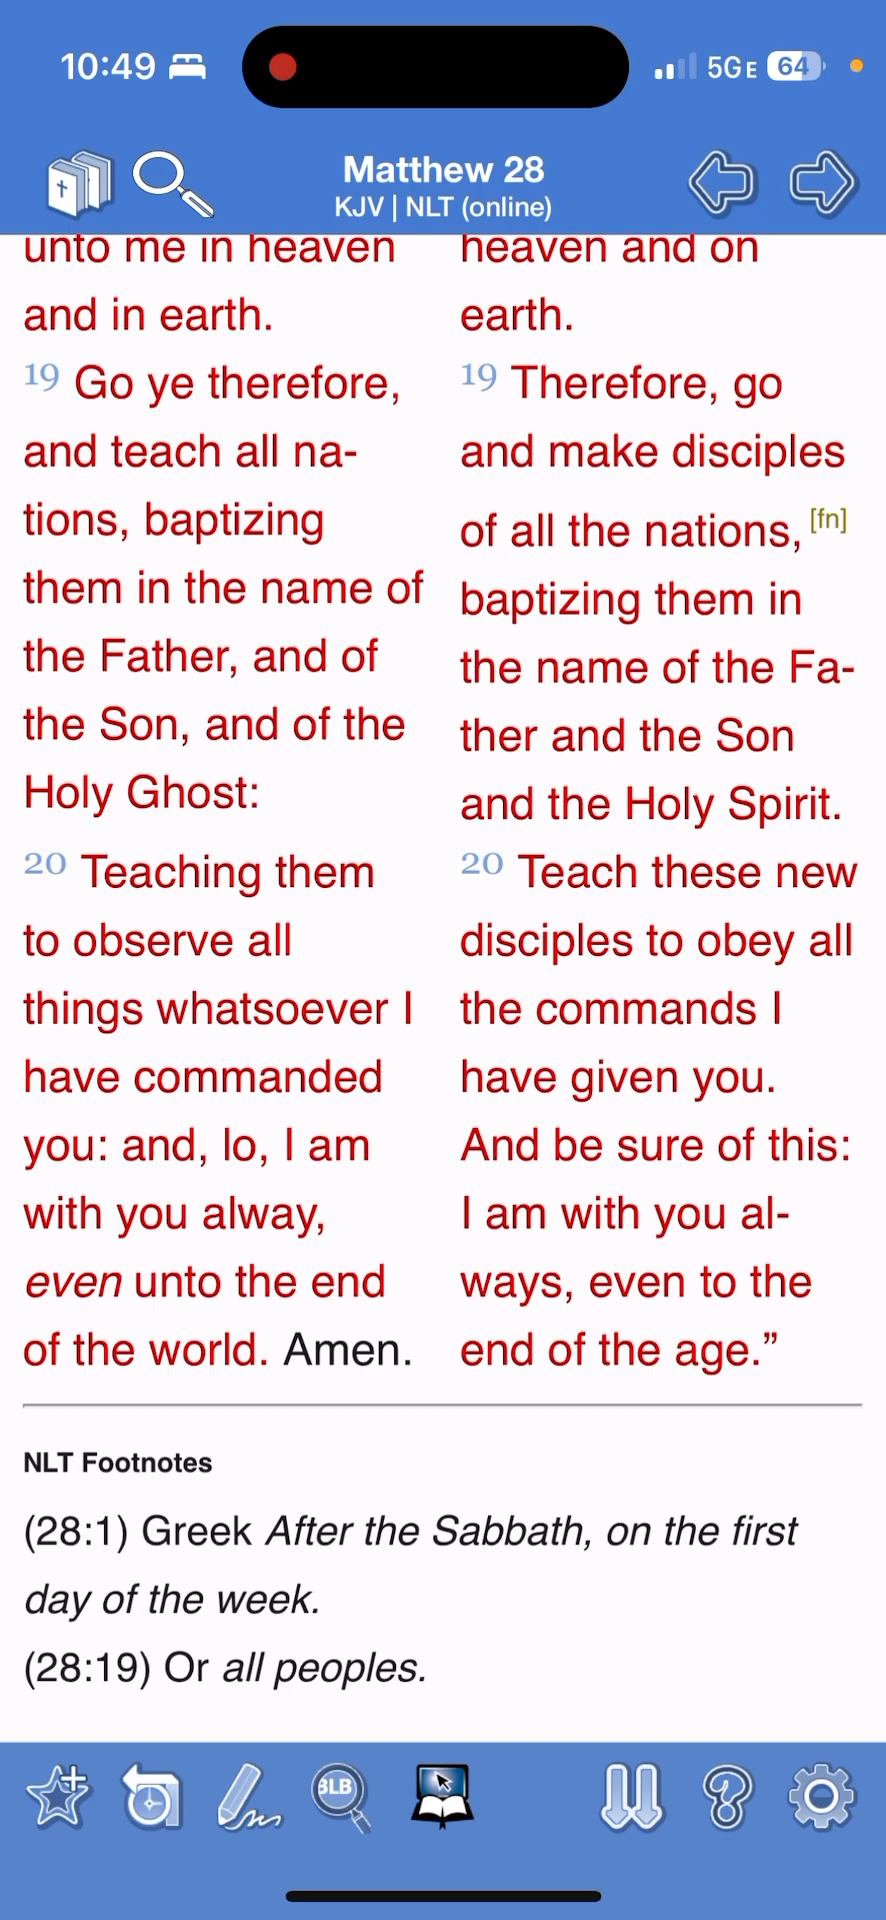 10:49
5GE 64
Matthew 28
KJV | NLT (online)
unto me in heaven
and in earth.
19 Go ye therefore,
and teach all na-
tions, baptizing
them in the name of
the Father, and of
the Son, and of the
Holy Ghost:
20 Teaching them
to observe all
things whatsoever I
have commanded
you: and, lo, I am
with you alway,
even unto the end
of the world. Amen.
heaven and on
earth.
19 Therefore, go
and make disciples
of all the nations, [fn]
baptizing them in
the name of the Fa-
ther and the Son
and the Holy Spirit.
20 Teach these new
disciples to obey all
the commands I
have given you.
And be sure of this:
I am with you al-
ways, even to the
end of the age.”
NLT Footnotes
(28:1) Greek After the Sabbath, on the first
day of the week.
(28:19) Or all peoples.
BLB